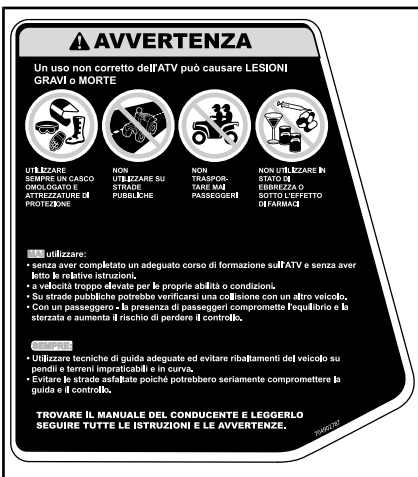 AVVERTENZA
Un uso non corretto dell'ATV può causare LESIONI
GRAVI o MORTE
UTILIZZARE
SEMPRE UN CASCO
OMOLOGATO E
ATTREZZATURE DI
PROTEZIONE
NON
UTILIZZARE SU
STRADE
PUBBLICHE
NON
TRASPOR-
TARE MAI
PASSEGGERI
NON UTILIZZARE IN
STATO DI
EBBREZZA O
SOTTO L'EFFETTO
DI FARMACI
MAI utilizzare:
• senza aver completato un adeguato corso di formazione sull'ATV e senza aver
letto le relative istruzioni.
• a velocità troppo elevate per le proprie abilità o condizioni.
• Su strade pubbliche potrebbe verificarsi una collisione con un altro veicolo.
• Con un passeggero - la presenza di passeggeri compromette l'equilibrio e la
sterzata e aumenta il rischio di perdere il controllo.
SEMPRE:
• Utilizzare tecniche di guida adeguate ed evitare ribaltamenti del veicolo su
pendii e terreni impraticabili e in curva.
• Evitare le strade asfaltate poiché potrebbero seriamente compromettere la
guida e il controllo.
TROVARE IL MANUALE DEL CONDUCENTE E LEGGERLO
SEGUIRE TUTTE LE ISTRUZIONI E LE AVVERTENZE.
704902767